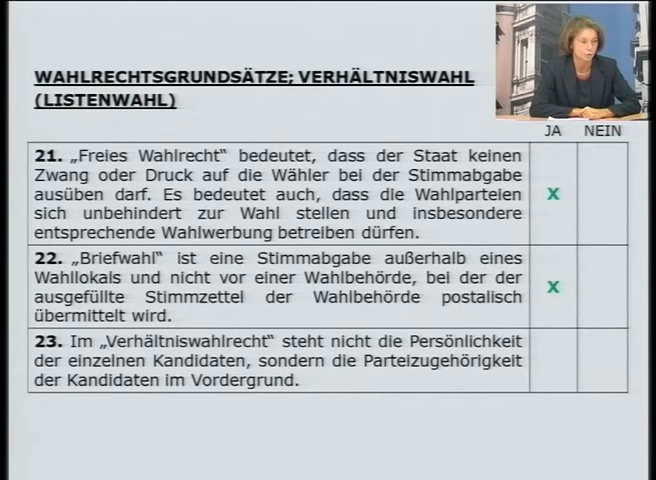 WAHLRECHTSGRUNDSÄTZE; VERHÄLTNISWAHL
(LISTENWAHL)
JA NEIN
21. „Freies Wahlrecht“ bedeutet, dass der Staat keinen
Zwang oder Druck auf die Wähler bei der Stimmabgabe
ausüben darf. Es bedeutet auch, dass die Wahlparteien
sich unbehindert zur Wahl stellen und insbesondere
entsprechende Wahlwerbung betreiben dürfen.
X
22. „Briefwahl“ ist eine Stimmabgabe außerhalb eines
Wahllokals und nicht vor einer Wahlbehörde, bei der der
ausgefüllte Stimmzettel der Wahlbehörde postalisch
übermittelt wird.
X
23. Im „Verhältniswahlrecht“ steht nicht die Persönlichkeit
der einzelnen Kandidaten, sondern die Parteizugehörigkeit
der Kandidaten im Vordergrund.